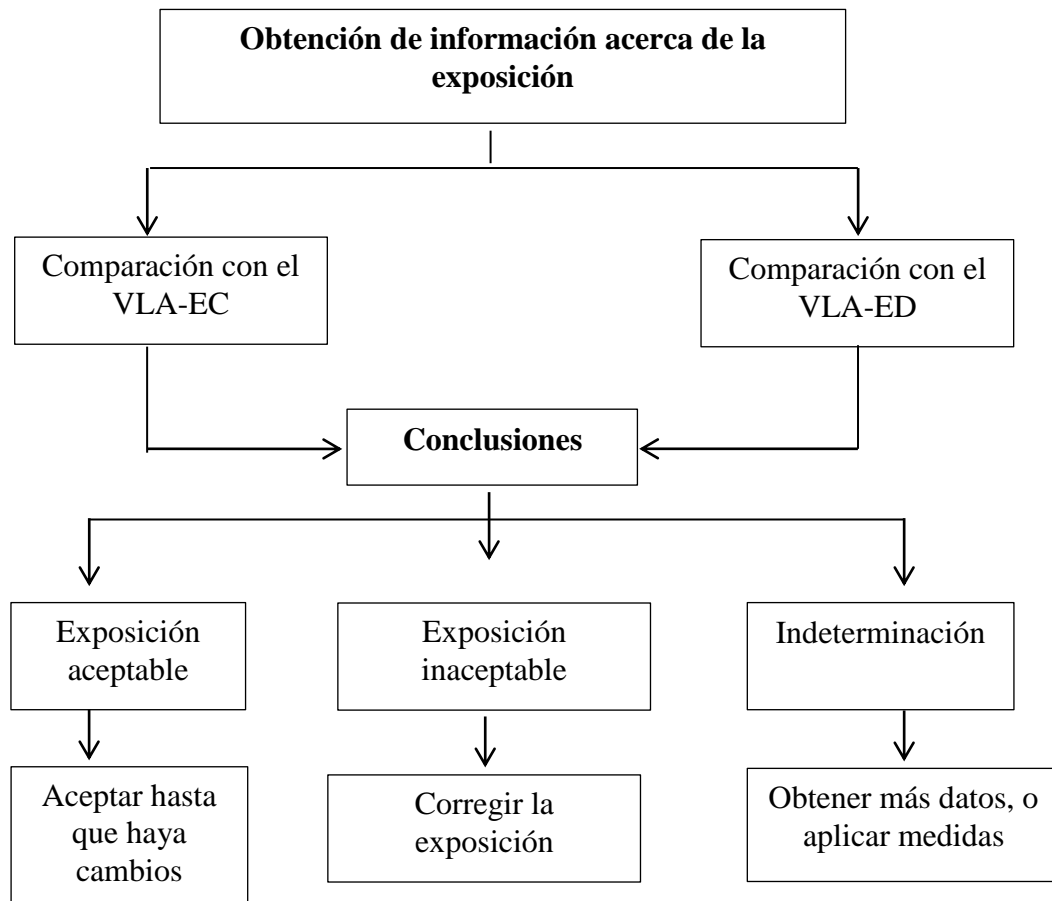 Obtención de información acerca de la
exposición
Comparación con el
VLA-EC
Comparación con el
VLA-ED
Conclusiones
Exposición
aceptable
Exposición
inaceptable
Indeterminación
Aceptar hasta
que haya
cambios
Corregir la
exposición
Obtener más datos, o
aplicar medidas